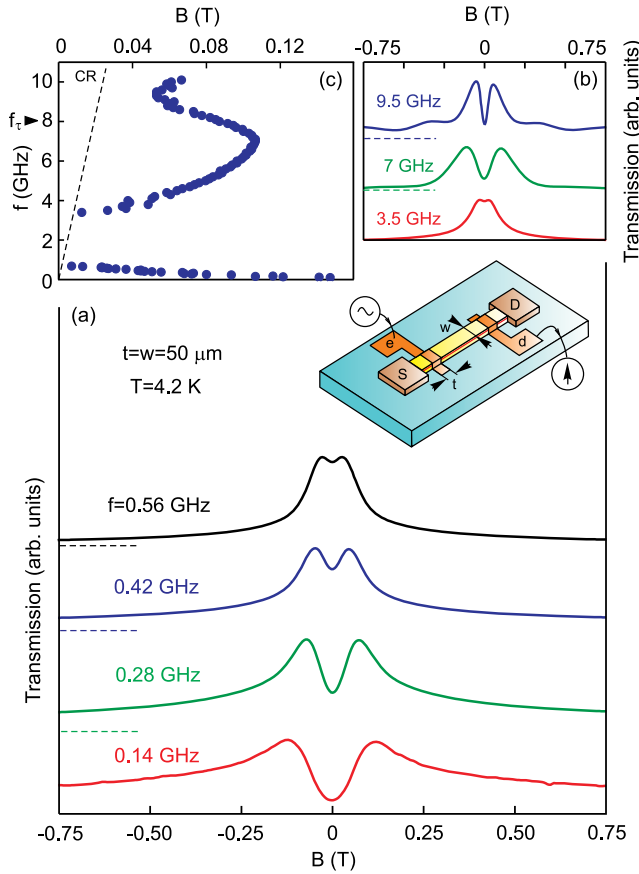 B (T)
0 0.04 0.08 0.12
CR
(c)
10
8
6
4
2
0
fτ
f (GHz)
B (T)
-0.75 0 0.75
(b)
9.5 GHz
7 GHz
3.5 GHz
Transmission (arb. units)
(a)
t=w=50 μm
T=4.2 K
e
w
D
d
S
t
f=0.56 GHz
0.42 GHz
0.28 GHz
0.14 GHz
Transmission (arb. units)
-0.75 -0.50 -0.25 0 0.25 0.50 0.75
B (T)